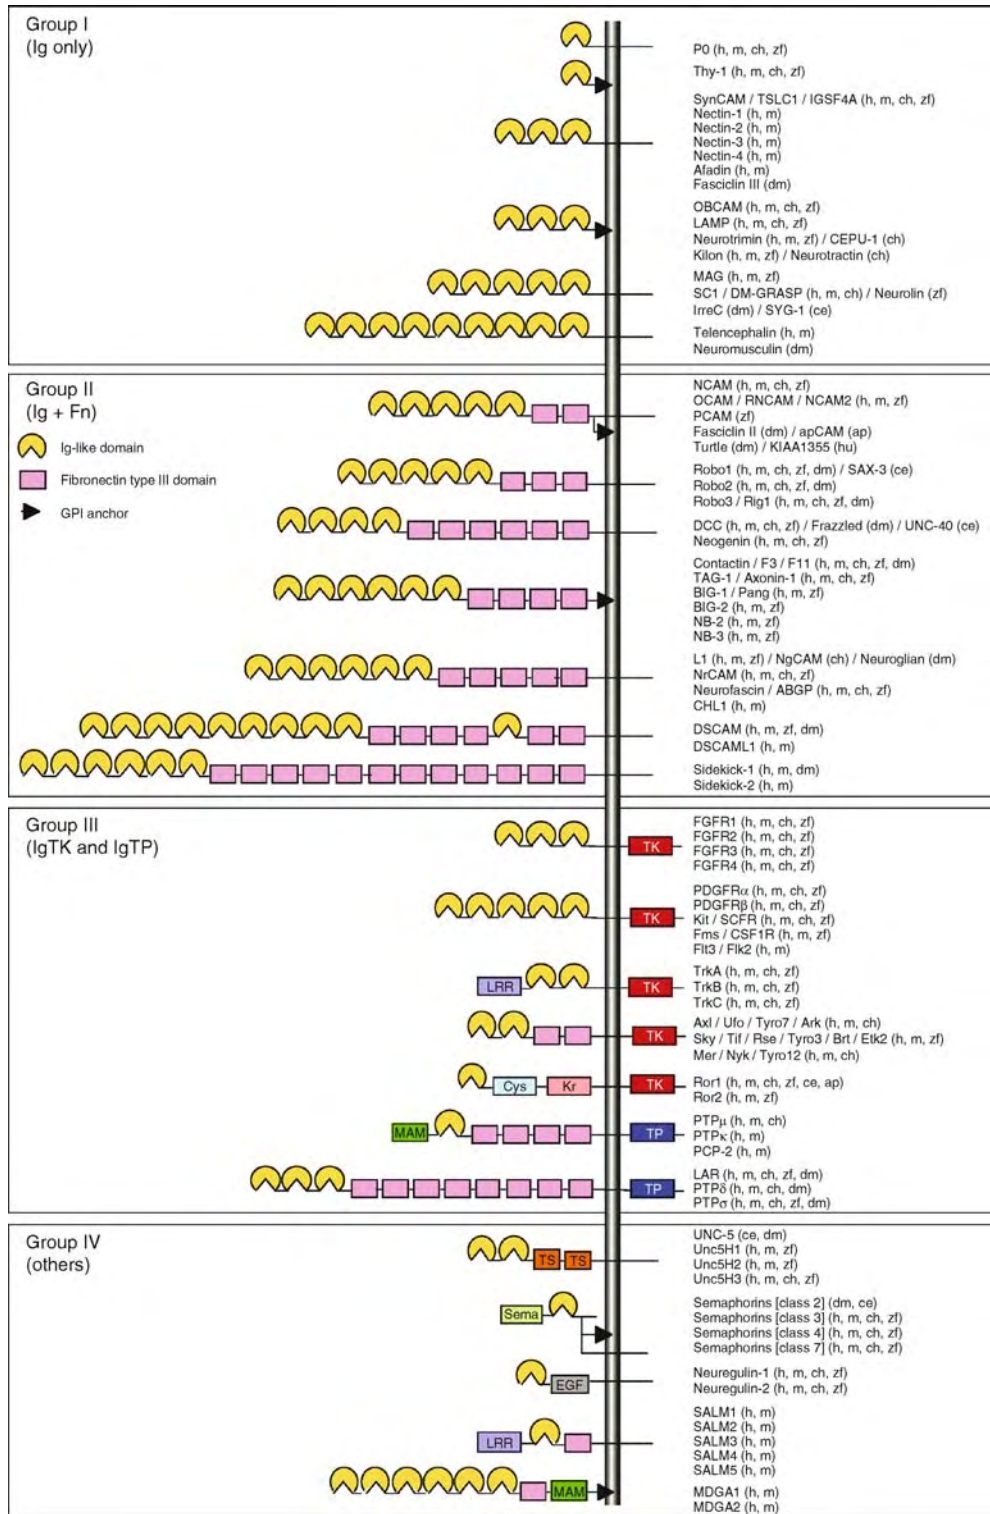 Group I
(Ig only)
P0 (h, m, ch, zf)
Thy-1 (h, m, ch, zf)
SynCAM / TSLC1 / IGSF4A (h, m, ch, zf)
Nectin-1 (h, m)
Nectin-2 (h, m)
Nectin-3 (h, m)
Nectin-4 (h, m)
Afadin (h, m)
Fasciclin III (dm)
OBCAM (h, m, ch, zf)
LAMP (h, m, ch, zf)
Neurotrimin (h, m, zf) / CEPU-1 (ch)
Kilon (h, m, zf) / Neurotractin (ch)
MAG (h, m, zf)
SC1 / DM-GRASP (h, m, ch) / Neurolin (zf)
IrreC (dm) / SYG-1 (ce)
Telencephalin (h, m)
Neuromusculin (dm)
Group II
(Ig + Fn)
Ig-like domain
Fibronectin type III domain
GPI anchor
NCAM (h, m, ch, zf)
OCAM / RNCAM / NCAM2 (h, m, zf)
PCAM (zf)
Fasciclin II (dm) / apCAM (ap)
Turtle (dm) / KIAA1355 (hu)
Robo1 (h, m, ch, zf, dm) / SAX-3 (ce)
Robo2 (h, m, ch, zf, dm)
Robo3 / Rig1 (h, m, ch, zf, dm)
DCC (h, m, ch, zf) / Frazzled (dm) / UNC-40 (ce)
Neogenin (h, m, ch, zf)
Contactin / F3 / F11 (h, m, ch, zf, dm)
TAG-1 / Axonin-1 (h, m, ch, zf)
BIG-1 / Pang (h, m, zf)
BIG-2 (h, m, zf)
NB-2 (h, m, zf)
NB-3 (h, m, zf)
L1 (h, m, zf) / NgCAM (ch) / Neuroglian (dm)
NrCAM (h, m, ch, zf)
Neurofascin / ABGP (h, m, ch, zf)
CHL1 (h, m)
DSCAM (h, m, zf, dm)
DSCAML1 (h, m)
Sidekick-1 (h, m, dm)
Sidekick-2 (h, m)
Group III
(IgTK and IgTP)
TK
FGFR1 (h, m, ch, zf)
FGFR2 (h, m, ch, zf)
FGFR3 (h, m, ch, zf)
FGFR4 (h, m, ch, zf)
TK
PDGFRα (h, m, ch, zf)
PDGFRβ (h, m, ch, zf)
Kit / SCFR (h, m, ch, zf)
Fms / CSF1R (h, m, zf)
Flt3 / Flk2 (h, m)
LRR TK
TrkA (h, m, ch, zf)
TrkB (h, m, ch, zf)
TrkC (h, m, ch, zf)
TK
Axl / Ufo / Tyro7 / Ark (h, m, ch)
Sky / Tif / Rse / Tyro3 / Brt / Etk2 (h, m, zf)
Mer / Nyk / Tyro12 (h, m, ch)
Cys Kr TK
Ror1 (h, m, ch, zf, ce, ap)
Ror2 (h, m, zf)
MAM TP
PTPμ (h, m, ch)
PTPκ (h, m)
PCP-2 (h, m)
TP
LAR (h, m, ch, zf, dm)
PTPδ (h, m, ch, dm)
PTPσ (h, m, ch, zf, dm)
Group IV
(others)
TS TS
UNC-5 (ce, dm)
Unc5H1 (h, m, zf)
Unc5H2 (h, m, zf)
Unc5H3 (h, m, ch, zf)
Sema
Semaphorins [class 2] (dm, ce)
Semaphorins [class 3] (h, m, ch, zf)
Semaphorins [class 4] (h, m, ch, zf)
Semaphorins [class 7] (h, m, ch, zf)
EGF
Neuregulin-1 (h, m, ch, zf)
Neuregulin-2 (h, m, ch, zf)
LRR
SALM1 (h, m)
SALM2 (h, m)
SALM3 (h, m)
SALM4 (h, m)
SALM5 (h, m)
MAM
MDGA1 (h, m)
MDGA2 (h, m)